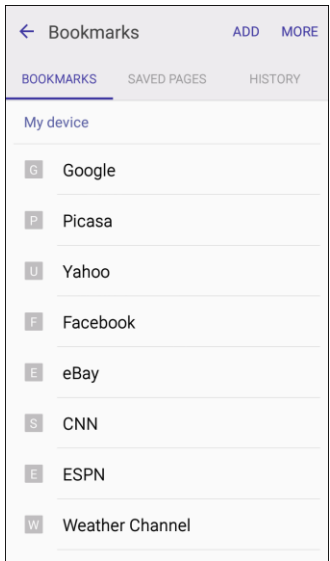 Bookmarks ADD MORE
BOOKMARKS SAVED PAGES HISTORY
My device
G Google
P Picasa
U Yahoo
F Facebook
E eBay
S CNN
E ESPN
W Weather Channel